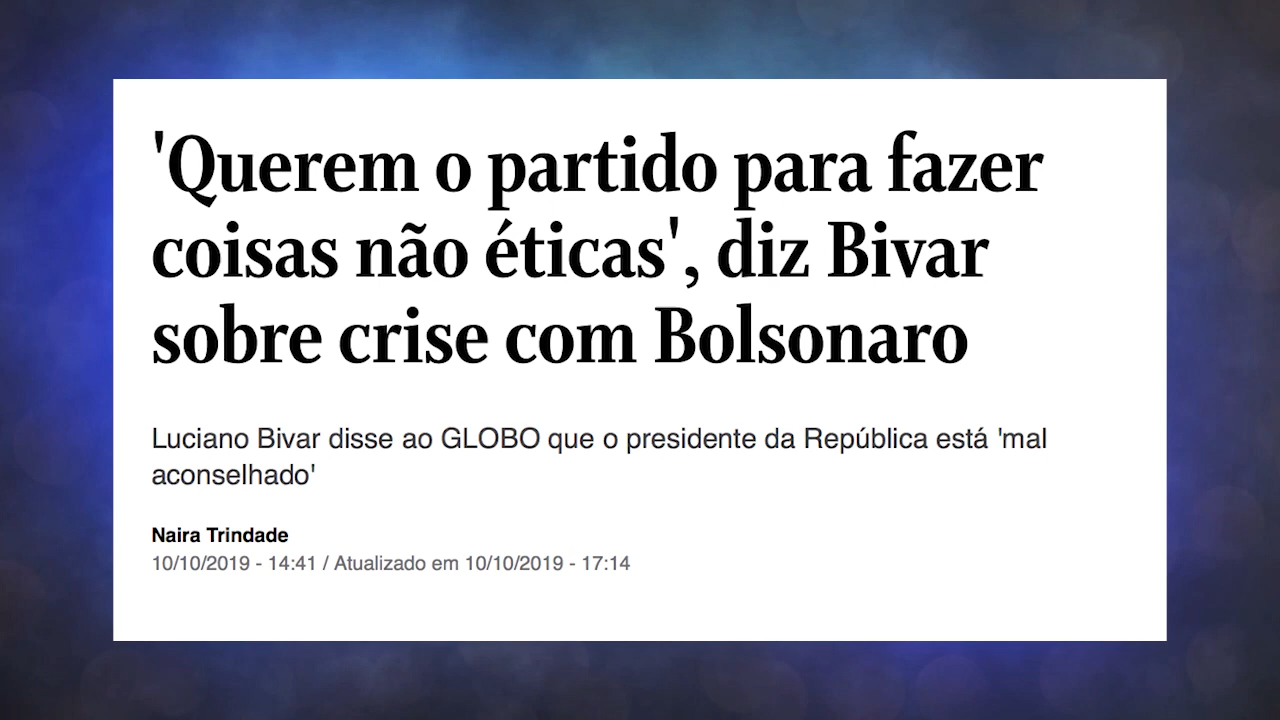 'Querem o partido para fazer
coisas não éticas', diz Bivar
sobre crise com Bolsonaro
Luciano Bivar disse ao GLOBO que o presidente da República está 'mal
aconselhado'
Naira Trindade
10/10/2019 - 14:41 / Atualizado em 10/10/2019 - 17:14